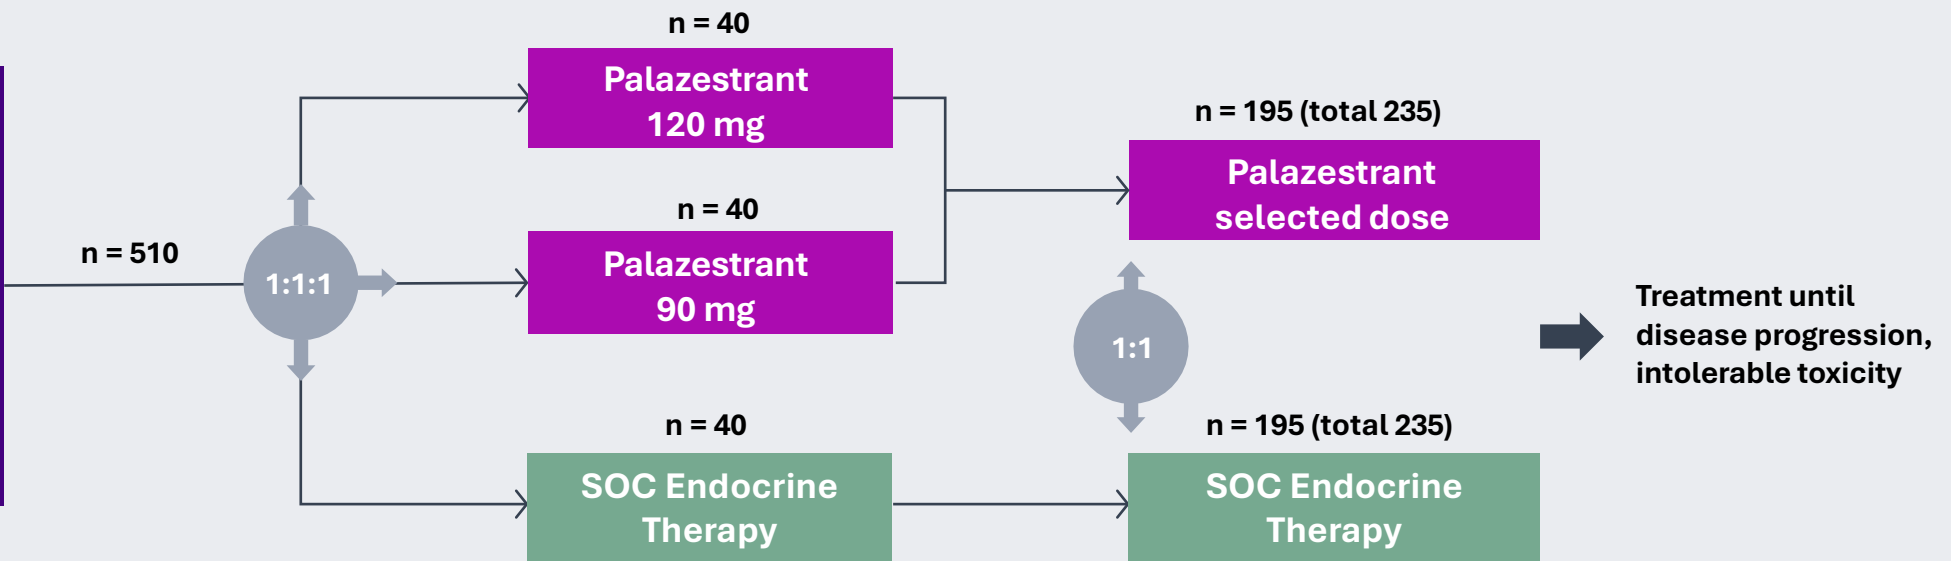 n = 40
Palazestrant
120 mg
n = 195 (total 235)
Palazestrant
selected dose
n = 40
n = 510
Palazestrant
90 mg
1:1:1
1:1
Treatment until
disease progression,
intolerable toxicity
n = 40
SOC Endocrine
Therapy
n = 195 (total 235)
SOC Endocrine
Therapy